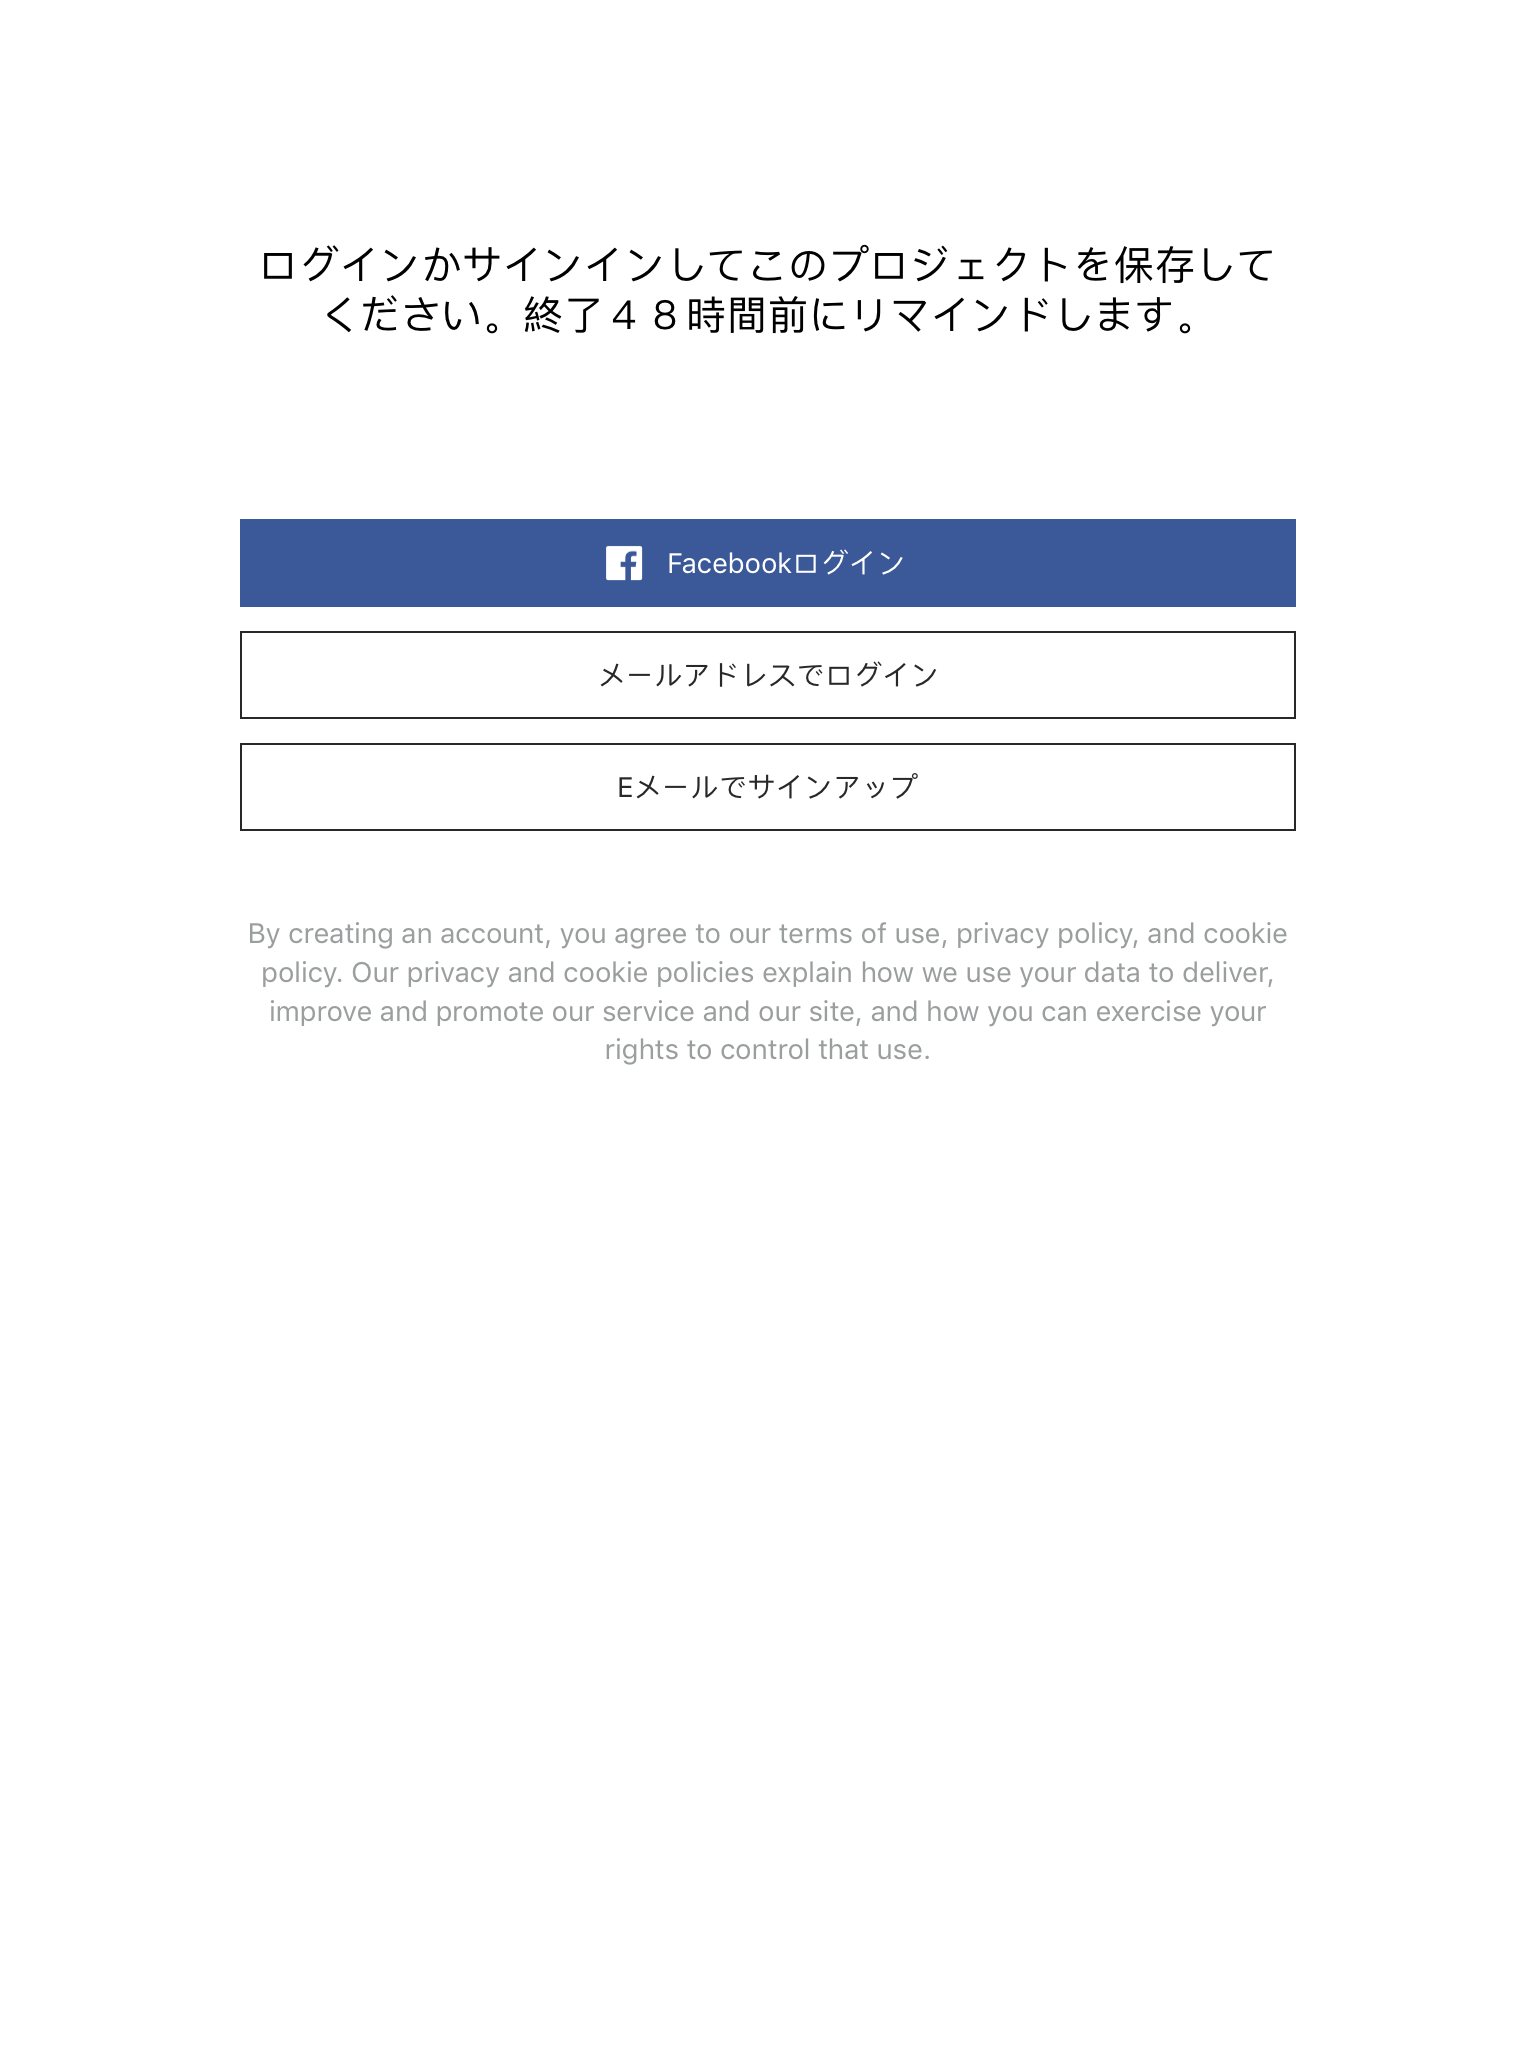 ログインかサインインしてこのプロジェクトを保存して
ください。終了４８時間前にリマインドします。
Facebookログイン
メールアドレスでログイン
Eメールでサインアップ
By creating an account, you agree to our terms of use, privacy policy, and cookie
policy. Our privacy and cookie policies explain how we use your data to deliver,
improve and promote our service and our site, and how you can exercise your
rights to control that use.